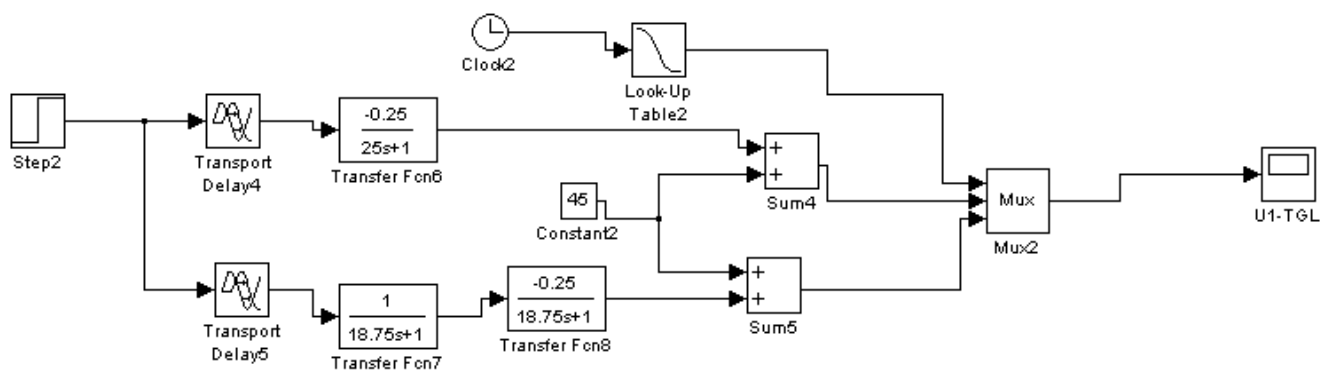 Clock2
Look-Up
Table2
Step2
Transport
Delay4
-0.25
25s+1
Transfer Fcn6
+
+
Sum4
45
Constant2
Mux
Mux2
U1-TGL
Transport
Delay5
1
18.75s+1
Transfer Fcn7
-0.25
18.75s+1
Transfer Fcn8
+
+
Sum5